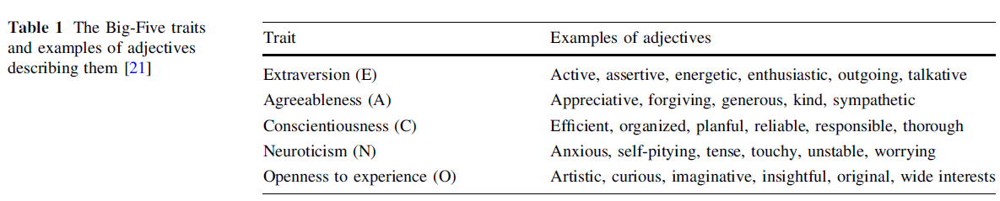 Table 1 The Big-Five traits
and examples of adjectives
describing them [21]
Trait Examples of adjectives
Extraversion (E) Active, assertive, energetic, enthusiastic, outgoing, talkative
Agreeableness (A) Appreciative, forgiving, generous, kind, sympathetic
Conscientiousness (C) Efficient, organized, planful, reliable, responsible, thorough
Neuroticism (N) Anxious, self-pitying, tense, touchy, unstable, worrying
Openness to experience (O) Artistic, curious, imaginative, insightful, original, wide interests